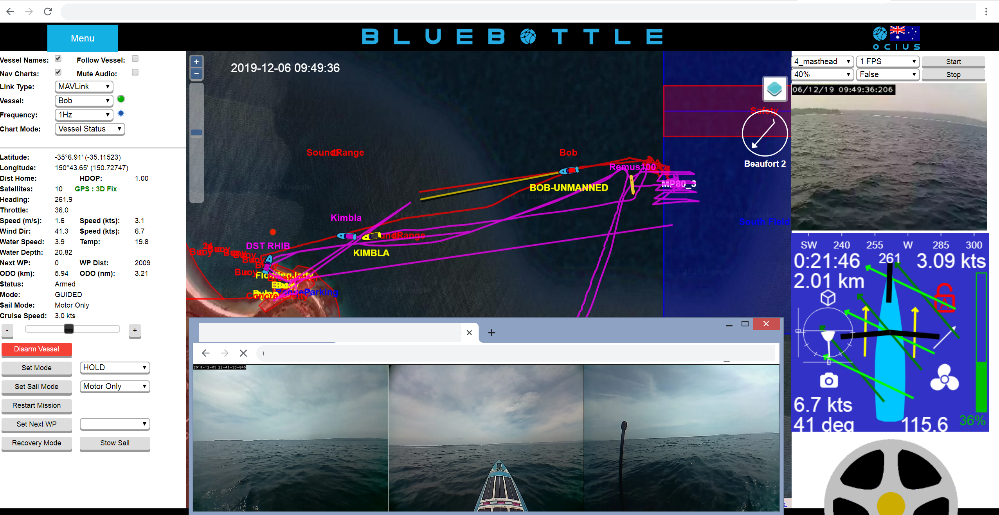 Menu
BLUEBOTTLE
OCIUS
Vessel Names: Follow Vessel:
Nav Charts: Mute Audio:
Link Type: MAVLink
Vessel: Bob
Frequency: 1Hz
Chart Mode: Vessel Status
Latitude: -35°6.91' (-35.11523)
Longitude: 150°43.65' (150.72747)
Dist Home: HDOP: 1.00
Satellites: 10 GPS : 3D Fix
Heading: 261.9
Throttle: 36.0
Speed (m/s): 1.6 Speed (kts): 3.1
Wind Dir: 41.3 Speed (kts): 6.7
Water Speed: 3.9 Temp: 19.8
Water Depth: 20.82
Next WP: 0 WP Dist: 2009
ODO (km): 5.94 ODO (nm): 3.21
Status: Armed
Mode: GUIDED
Sail Mode: Motor Only
Cruise Speed: 3.0 kts
- +
Disarm Vessel
Set Mode HOLD
Set Sail Mode Motor Only
Restart Mission
Set Next WP
Recovery Mode Stow Sail
+
−
2019-12-06 09:49:36
SoundRange
Bob
Remus100
BOB-UNMANNED
MP80_3
Kimbla
KIMBLA
DST RHIB
Beaufort 2
4_masthead 1 FPS Start
40% False Stop
06/12/19 09:49:36:206
SW 240 255 W 285 300
0:21:46 261 3.09 kts
2.01 km
6.7 kts
36%
41 deg 115.6